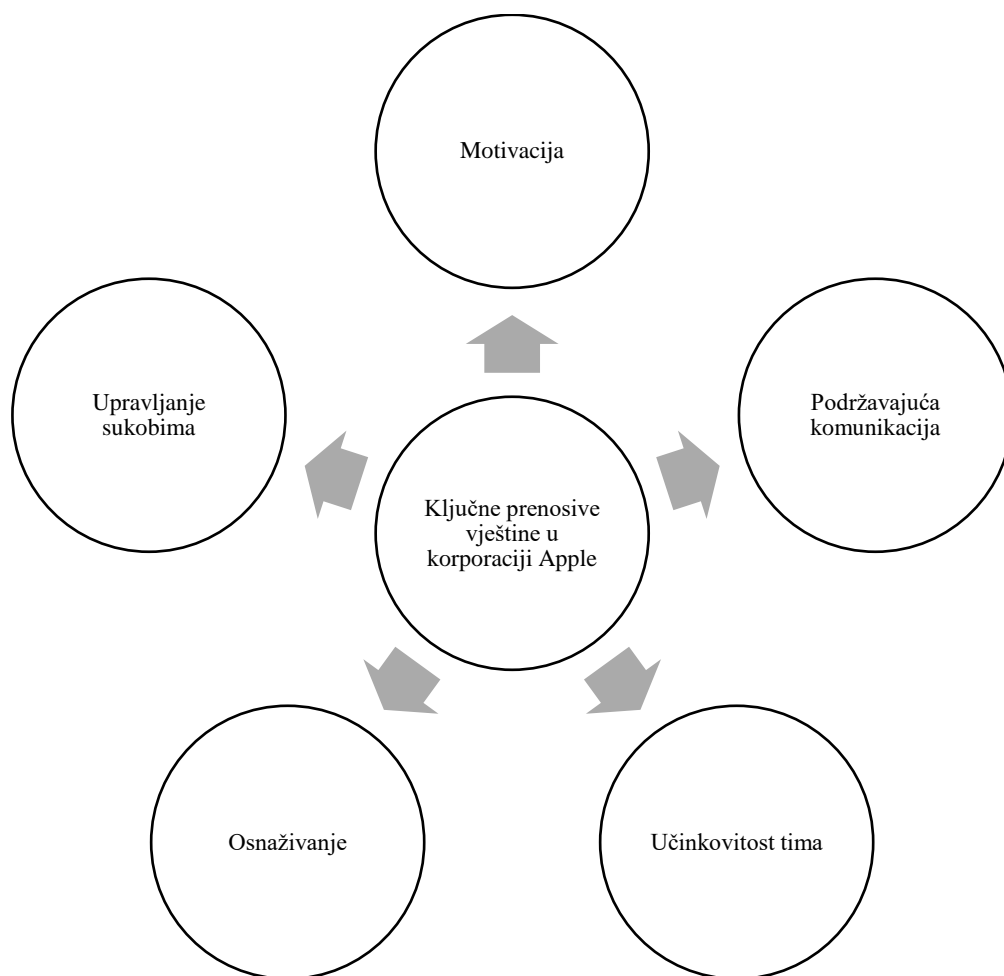 Motivacija
Upravljanje
sukobima
Podržavajuća
komunikacija
Ključne prenosive
vještine u
korporaciji Apple
Osnaživanje
Učinkovitost tima